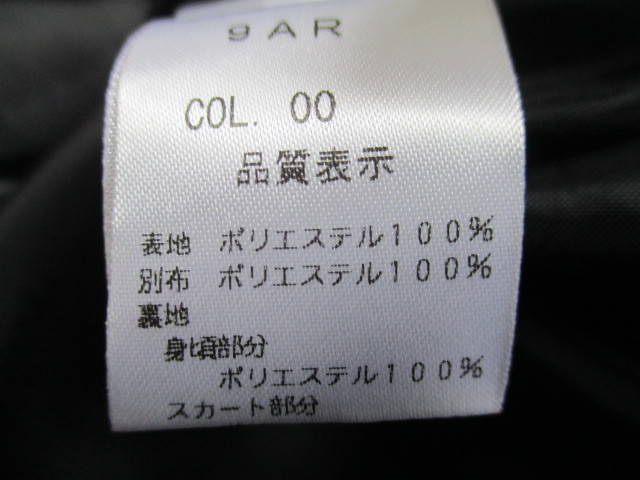 9AR
COL. 00
品質表示
表地 ポリエステル100%
別布 ポリエステル100%
裏地
身頃部分
ポリエステル100%
スカート部分